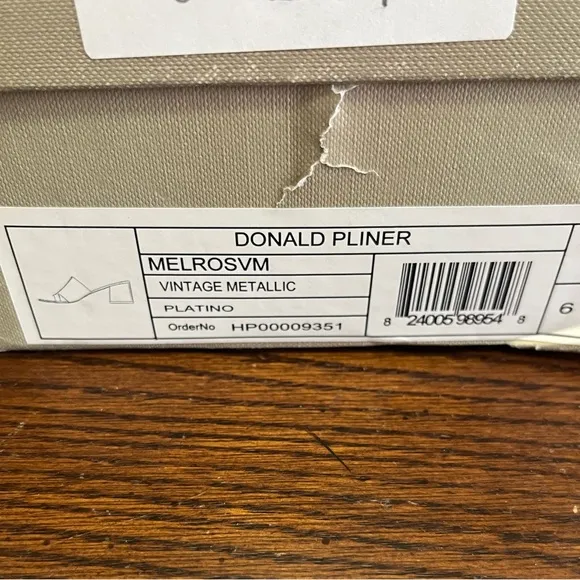 DONALD PLINER
MELROSVM
VINTAGE METALLIC
PLATINO
OrderNo HP00009351
8 24005 98954 8
6